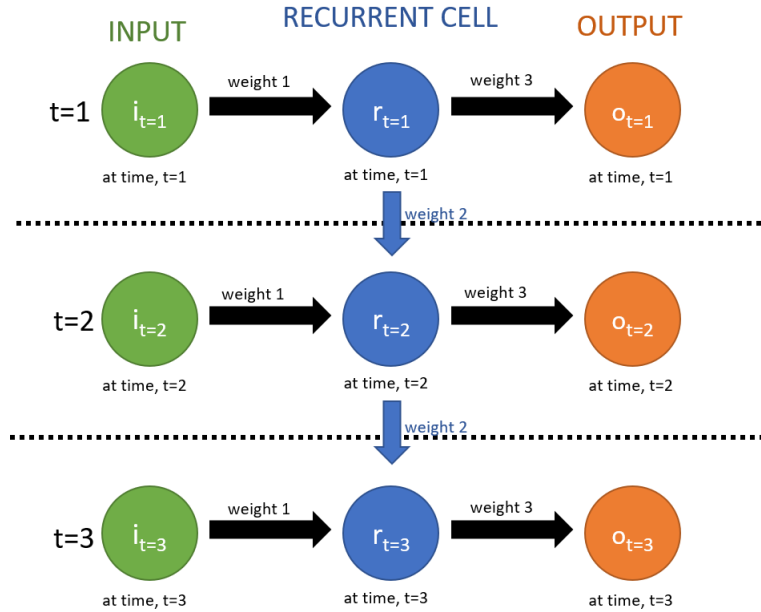 INPUT RECURRENT CELL OUTPUT
weight 1 weight 3
t=1 i t=1 r t=1 o t=1
at time, t=1 at time, t=1 at time, t=1
weight 2
weight 1 weight 3
t=2 i t=2 r t=2 o t=2
at time, t=2 at time, t=2 at time, t=2
weight 2
weight 1 weight 3
t=3 i t=3 r t=3 o t=3
at time, t=3 at time, t=3 at time, t=3